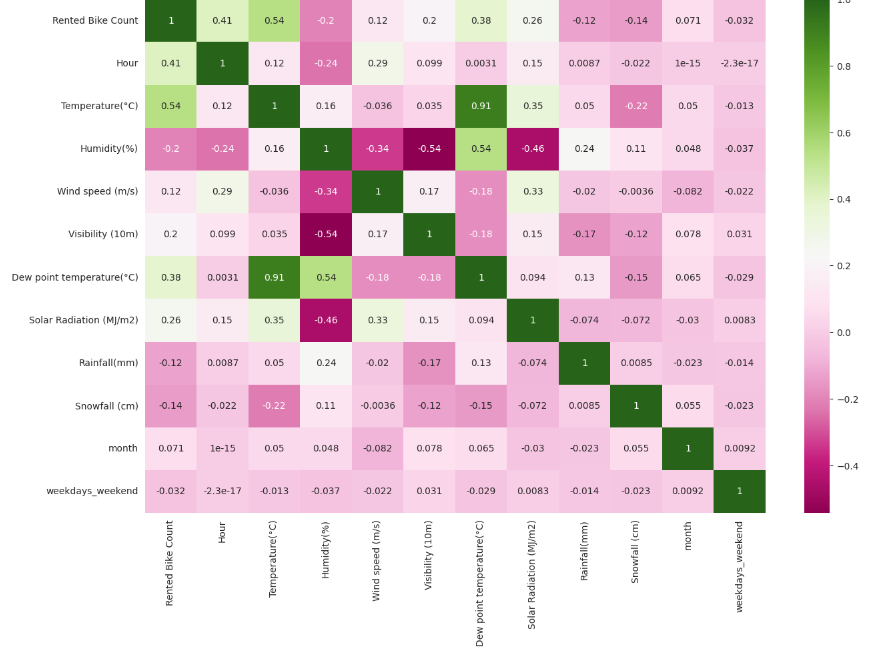 Rented Bike Count 1 0.41 0.54 -0.2 0.12 0.2 0.38 0.26 -0.12 -0.14 0.071 -0.032
Hour 0.41 1 0.12 -0.24 0.29 0.099 0.0031 0.15 0.0087 -0.022 1e-15 -2.3e-17
Temperature(°C) 0.54 0.12 1 0.16 -0.036 0.035 0.91 0.35 0.05 -0.22 0.05 -0.013
Humidity(%) -0.2 -0.24 0.16 1 -0.34 -0.54 0.54 -0.46 0.24 0.11 0.048 -0.037
Wind speed (m/s) 0.12 0.29 -0.036 -0.34 1 0.17 -0.18 0.33 -0.02 -0.0036 -0.082 -0.022
Visibility (10m) 0.2 0.099 0.035 -0.54 0.17 1 -0.18 0.15 -0.17 -0.12 0.078 0.031
Dew point temperature(°C) 0.38 0.0031 0.91 0.54 -0.18 -0.18 1 0.094 0.13 -0.15 0.065 -0.029
Solar Radiation (MJ/m2) 0.26 0.15 0.35 -0.46 0.33 0.15 0.094 1 -0.074 -0.072 -0.03 0.0083
Rainfall(mm) -0.12 0.0087 0.05 0.24 -0.02 -0.17 0.13 -0.074 1 0.0085 -0.023 -0.014
Snowfall (cm) -0.14 -0.022 -0.22 0.11 -0.0036 -0.12 -0.15 -0.072 0.0085 1 0.055 -0.023
month 0.071 1e-15 0.05 0.048 -0.082 0.078 0.065 -0.03 -0.023 0.055 1 0.0092
weekdays_weekend -0.032 -2.3e-17 -0.013 -0.037 -0.022 0.031 -0.029 0.0083 -0.014 -0.023 0.0092 1
Rented Bike Count
Hour
Temperature(°C)
Humidity(%)
Wind speed (m/s)
Visibility (10m)
Dew point temperature(°C)
Solar Radiation (MJ/m2)
Rainfall(mm)
Snowfall (cm)
month
weekdays_weekend
1.0
0.8
0.6
0.4
0.2
0.0
−0.2
−0.4